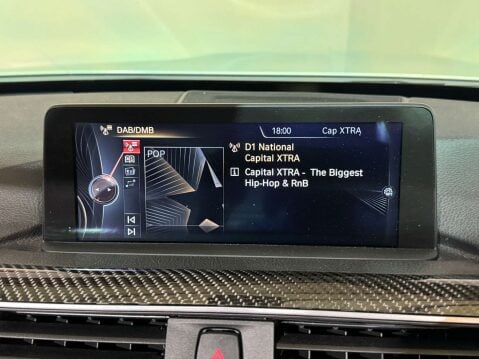 DAB/DMB
18:00
Cap XTRA
POP
D1 National
Capital XTRA
Capital XTRA - The Biggest
Hip-Hop & RnB